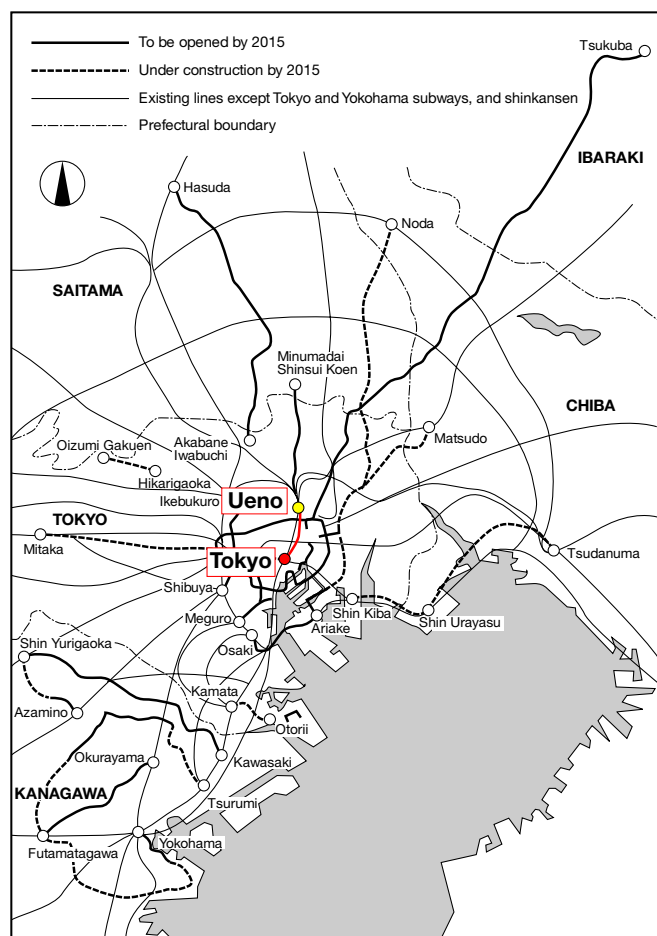 To be opened by 2015
Under construction by 2015
Existing lines except Tokyo and Yokohama subways, and shinkansen
Prefectural boundary
Tsukuba
IBARAKI
Hasuda
Noda
SAITAMA
Minumadai
Shinsui Koen
CHIBA
Akabane
Iwabuchi
Matsudo
Oizumi Gakuen
Hikarigaoka
Ikebukuro
Ueno
TOKYO
Mitaka
Tokyo
Tsudanuma
Shibuya
Shin Kiba
Meguro
Ariake
Shin Urayasu
Osaki
Shin Yurigaoka
Kamata
Azamino
Otorii
Okurayama
Kawasaki
KANAGAWA
Tsurumi
Futamatagawa
Yokohama